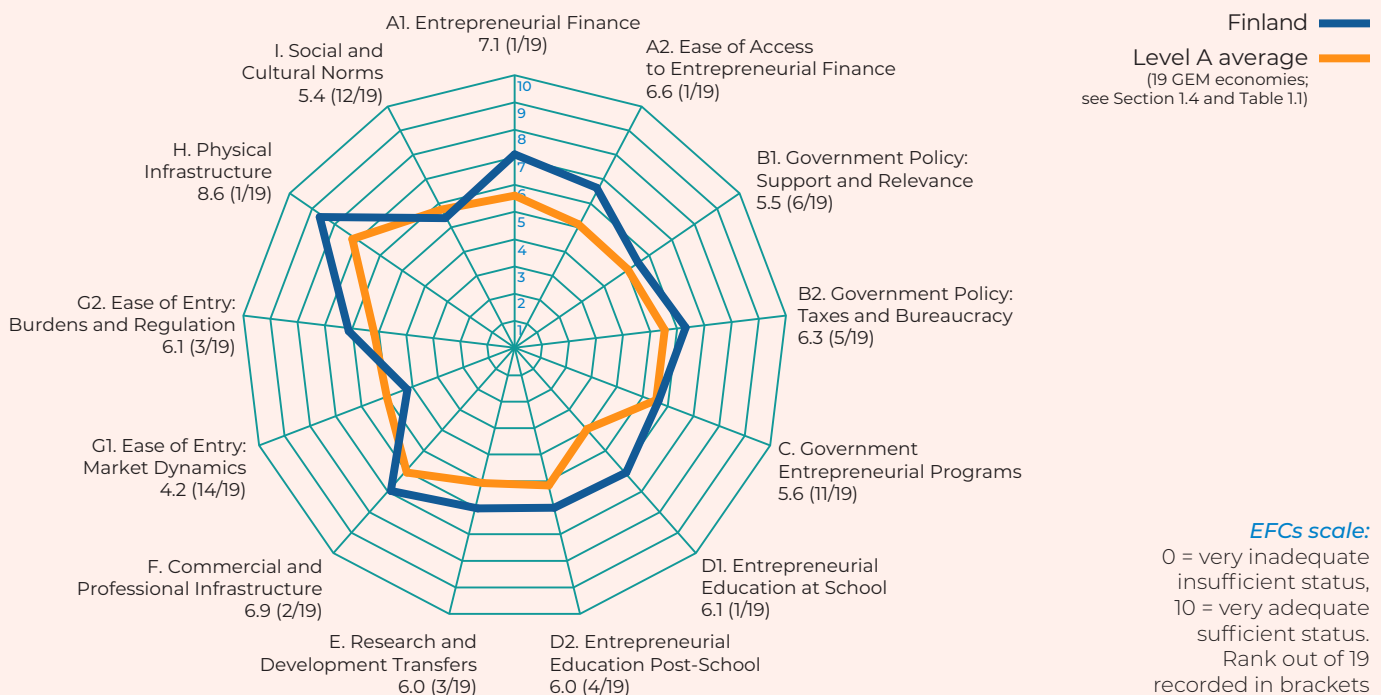 A1. Entrepreneurial Finance
7.1 (1/19)
A2. Ease of Access
to Entrepreneurial Finance
6.6 (1/19)
B1. Government Policy:
Support and Relevance
5.5 (6/19)
B2. Government Policy:
Taxes and Bureaucracy
6.3 (5/19)
C. Government
Entrepreneurial Programs
5.6 (11/19)
D1. Entrepreneurial
Education at School
6.1 (1/19)
D2. Entrepreneurial
Education Post-School
6.0 (4/19)
E. Research and
Development Transfers
6.0 (3/19)
F. Commercial and
Professional Infrastructure
6.9 (2/19)
G1. Ease of Entry:
Market Dynamics
4.2 (14/19)
G2. Ease of Entry:
Burdens and Regulation
6.1 (3/19)
H. Physical
Infrastructure
8.6 (1/19)
I. Social and
Cultural Norms
5.4 (12/19)
10
9
8
7
6
5
4
3
2
1
Finland
Level A average
(19 GEM economies;
see Section 1.4 and Table 1.1)
EFCs scale:
0 = very inadequate
insufficient status,
10 = very adequate
sufficient status.
Rank out of 19
recorded in brackets